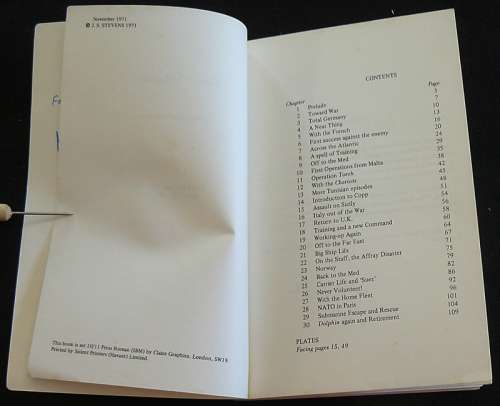 November 1971
© J. S. STEVENS 1971
This book is set 10/11 Press Roman (IBM) by Claire Graphics, London, SW19
Printed by Selsmi Printers (Havant) Limited.
CONTENTS
Chapter Page
1 Prelude
2 Toward War 7
3 Total Germany 10
4 A Near Thing 13
5 With the French 16
6 First success against the enemy 20
7 Across the Atlantic 24
8 A spell of Training 29
9 Off to the Med 35
10 First Operations from Malta 38
11 Operation Torch 42
12 With the Chariots 45
13 More Tunisian episodes 48
14 Introduction to Copp 51
15 Assault on Sicily 54
16 Italy out of the War 56
17 Return to U.K. 58
18 Training and a new Command 60
19 Working-up Again 64
20 Off to the Far East 67
21 Big Ship Life 71
22 On the Staff, the Affray Disaster 75
23 Norway 79
24 Back to the Med 82
25 Carrier Life and "Suez" 86
26 Never Volunteer! 92
27 With the Home Fleet 96
28 NATO in Paris 101
29 Submarine Escape and Rescue 104
30 Dolphin again and Retirement 109
PLATES
Facing pages 15, 49